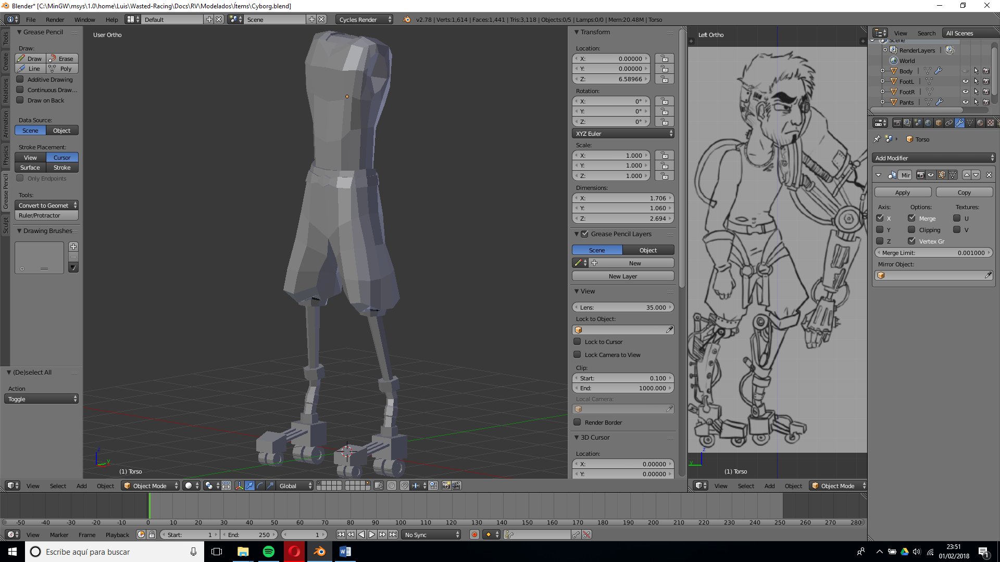 Blender* [C:\MinGW\msys\1.0\home\Luis\Wasted-Racing\Docs\RV\Modelados\Ítems\Cyborg.blend]
File Render Window Help Default Scene Cycles Render v2.78 | Verts:1,614 | Faces:1,441 | Tris:3,118 | Objects:0/5 | Lamps:0/0 | Mem:20.48M | Torso
Tools
Create
Relations
Animation
Physics
Grease Pencil
Sculpt
Grease Pencil
Draw:
Draw Erase
Line Poly
Additive Drawing
Continuous Draw...
Draw on Back
Data Source:
Scene Object
Stroke Placement:
View Cursor
Surface Stroke
Only Endpoints
Tools:
Convert to Geomet
Ruler/Protractor
Drawing Brushes
(De)select All
Action
Toggle
User Ortho
(1) Torso
Transform
Location:
X: 0.00000
Y: 0.00000
Z: 6.58966
Rotation:
X: 0°
Y: 0°
Z: 0°
XYZ Euler
Scale:
X: 1.000
Y: 1.000
Z: 1.000
Dimensions:
X: 1.706
Y: 1.060
Z: 2.694
Grease Pencil Layers
Scene Object
New
New Layer
View
Lens: 35.000
Lock to Object:
Lock to Cursor
Lock Camera to View
Clip:
Start: 0.100
End: 1000.000
Local Camera:
Render Border
3D Cursor
Location:
X: 0.00000
Y: 0.00000
Left Ortho
(1) Torso
View Search All Scenes
Scene
RenderLayers
World
Body
FootL
FootR
Pants
Torso
Add Modifier
Mir
Apply Copy
Axis: Options: Textures:
X Merge U
Y Clipping V
Z Vertex Gr
Merge Limit: 0.001000
Mirror Object:
View Select Add Object Object Mode Global
View Select Add Object Object Mode
-50 -40 -30 -20 -10 0 10 20 30 40 50 60 70 80 90 100 110 120 130 140 150 160 170 180 190 200 210 220 230 240 250 260 270 280
View Marker Frame Playback Start: 1 End: 250 1 No Sync
Escribe aquí para buscar
23:51
01/02/2018
1